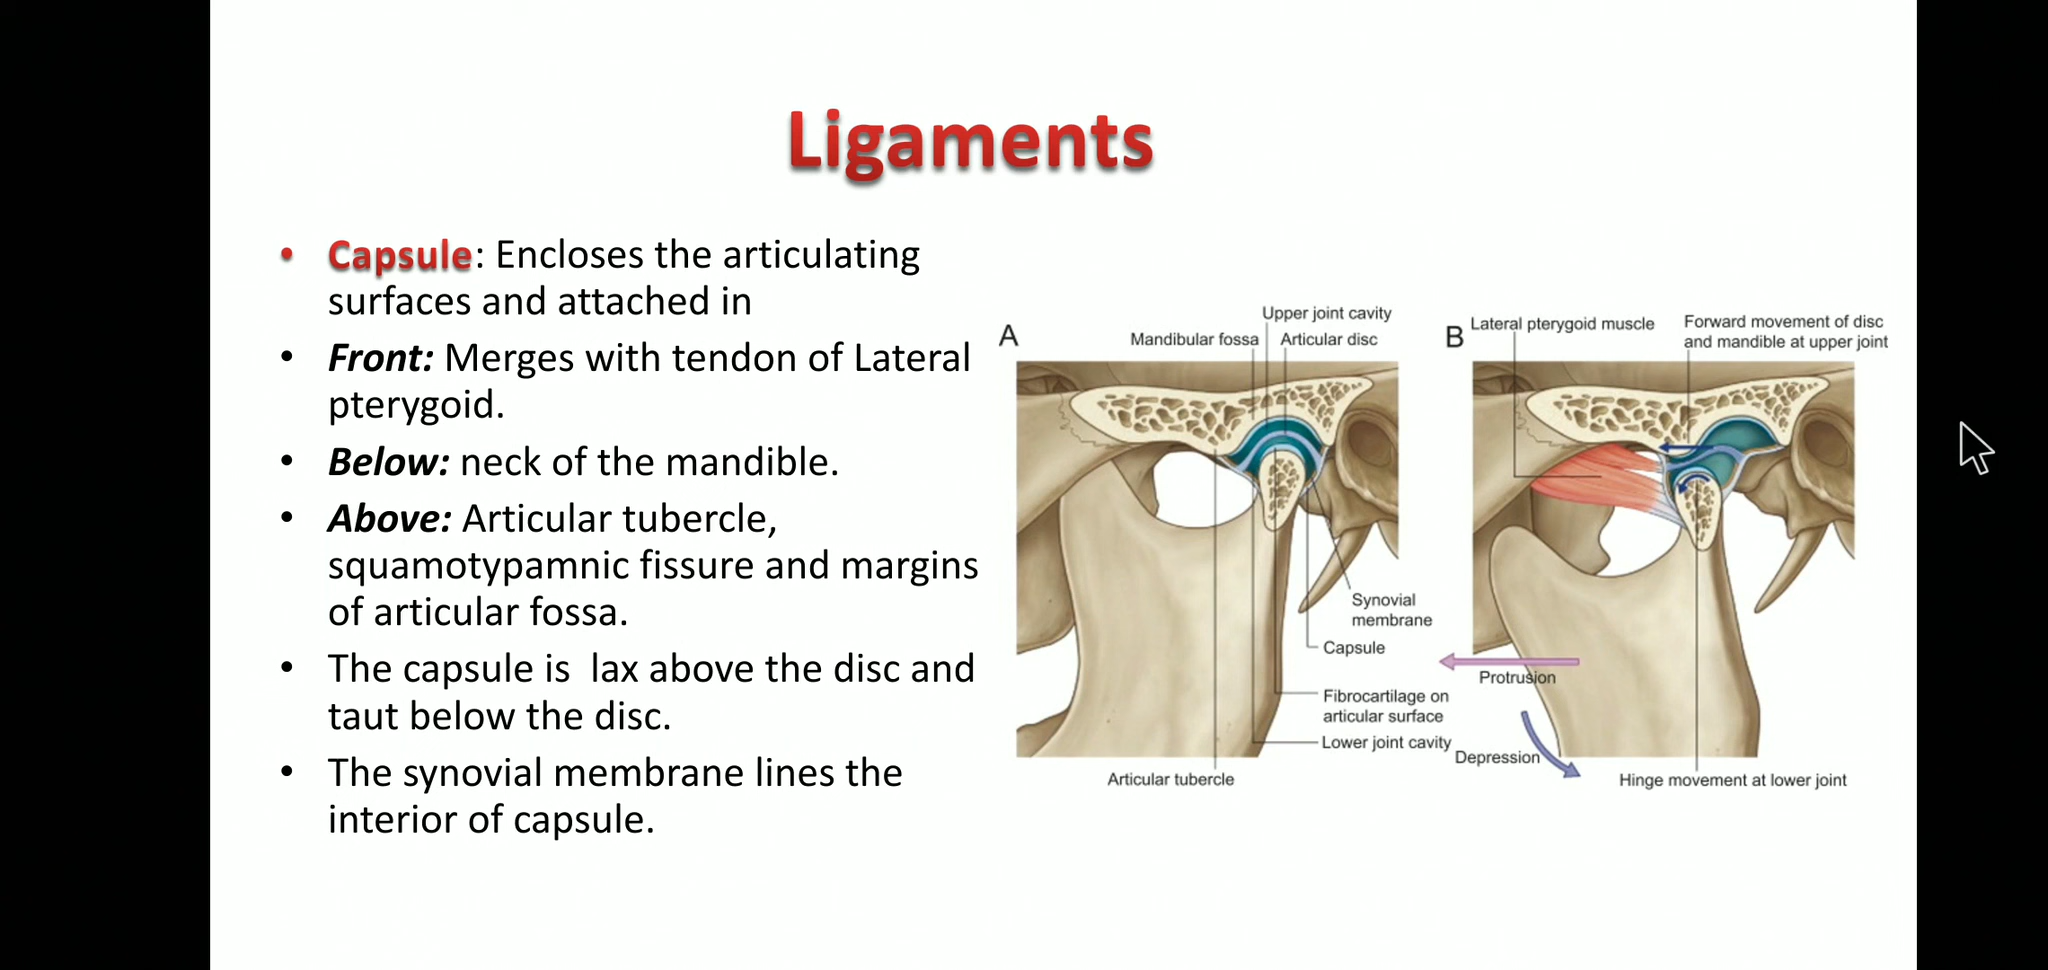 Ligaments
• Capsule: Encloses the articulating
surfaces and attached in
• Front: Merges with tendon of Lateral
pterygoid.
• Below: neck of the mandible.
• Above: Articular tubercle,
squamotypamnic fissure and margins
of articular fossa.
• The capsule is  lax above the disc and
taut below the disc.
• The synovial membrane lines the
interior of capsule.
A
Upper joint cavity
Mandibular fossa
Articular disc
Synovial
membrane
Capsule
Fibrocartilage on
articular surface
Lower joint cavity
Articular tubercle
B
Lateral pterygoid muscle
Forward movement of disc
and mandible at upper joint
Protrusion
Depression
Hinge movement at lower joint